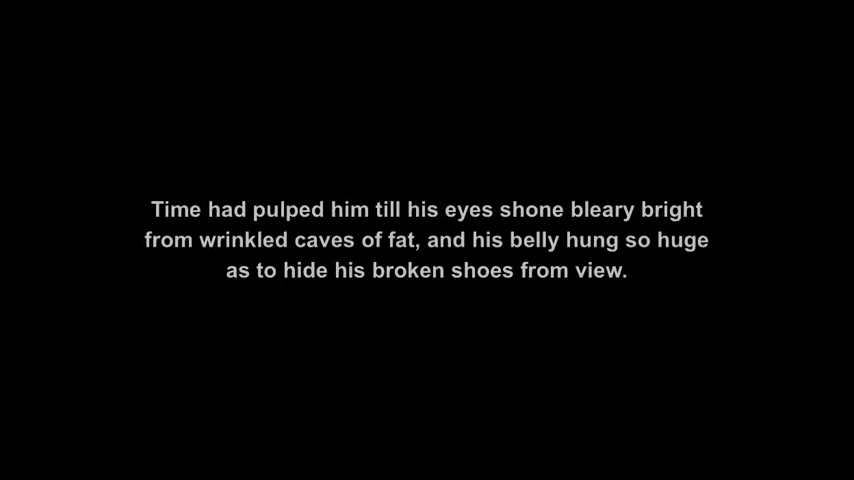 Time had pulped him till his eyes shone bleary bright
from wrinkled caves of fat, and his belly hung so huge
as to hide his broken shoes from view.